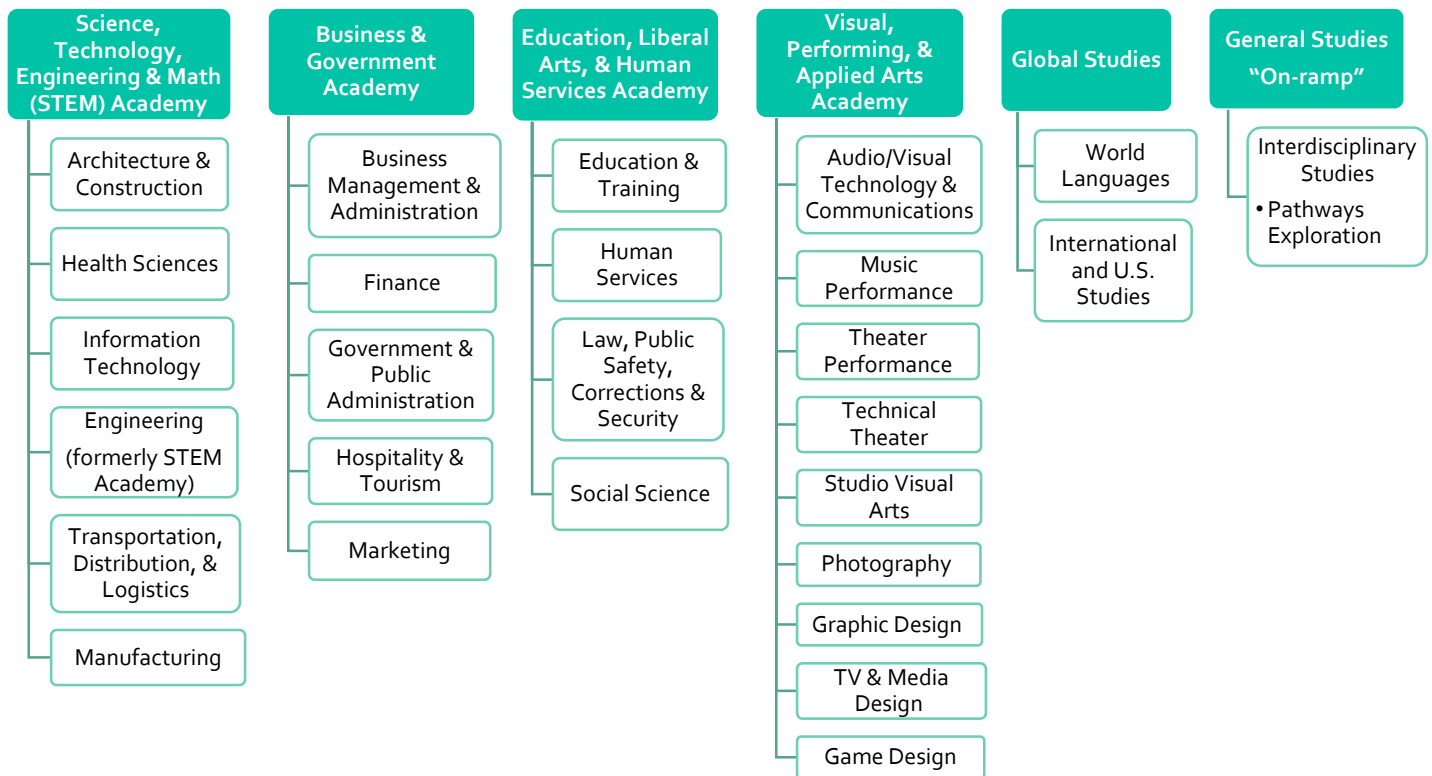 Science,
Technology,
Engineering & Math
(STEM) Academy
Architecture &
Construction
Health Sciences
Information
Technology
Engineering
(formerly STEM
Academy)
Transportation,
Distribution, &
Logistics
Manufacturing
Business &
Government
Academy
Business
Management &
Administration
Finance
Government &
Public
Administration
Hospitality &
Tourism
Marketing
Education, Liberal
Arts, & Human
Services Academy
Education &
Training
Human
Services
Law, Public
Safety,
Corrections &
Security
Social Science
Visual,
Performing, &
Applied Arts
Academy
Audio/Visual
Technology &
Communications
Music
Performance
Theater
Performance
Technical
Theater
Studio Visual
Arts
Photography
Graphic Design
TV & Media
Design
Game Design
Global Studies
World
Languages
International
and U.S.
Studies
General Studies
“On-ramp”
Interdisciplinary
Studies
• Pathways
Exploration